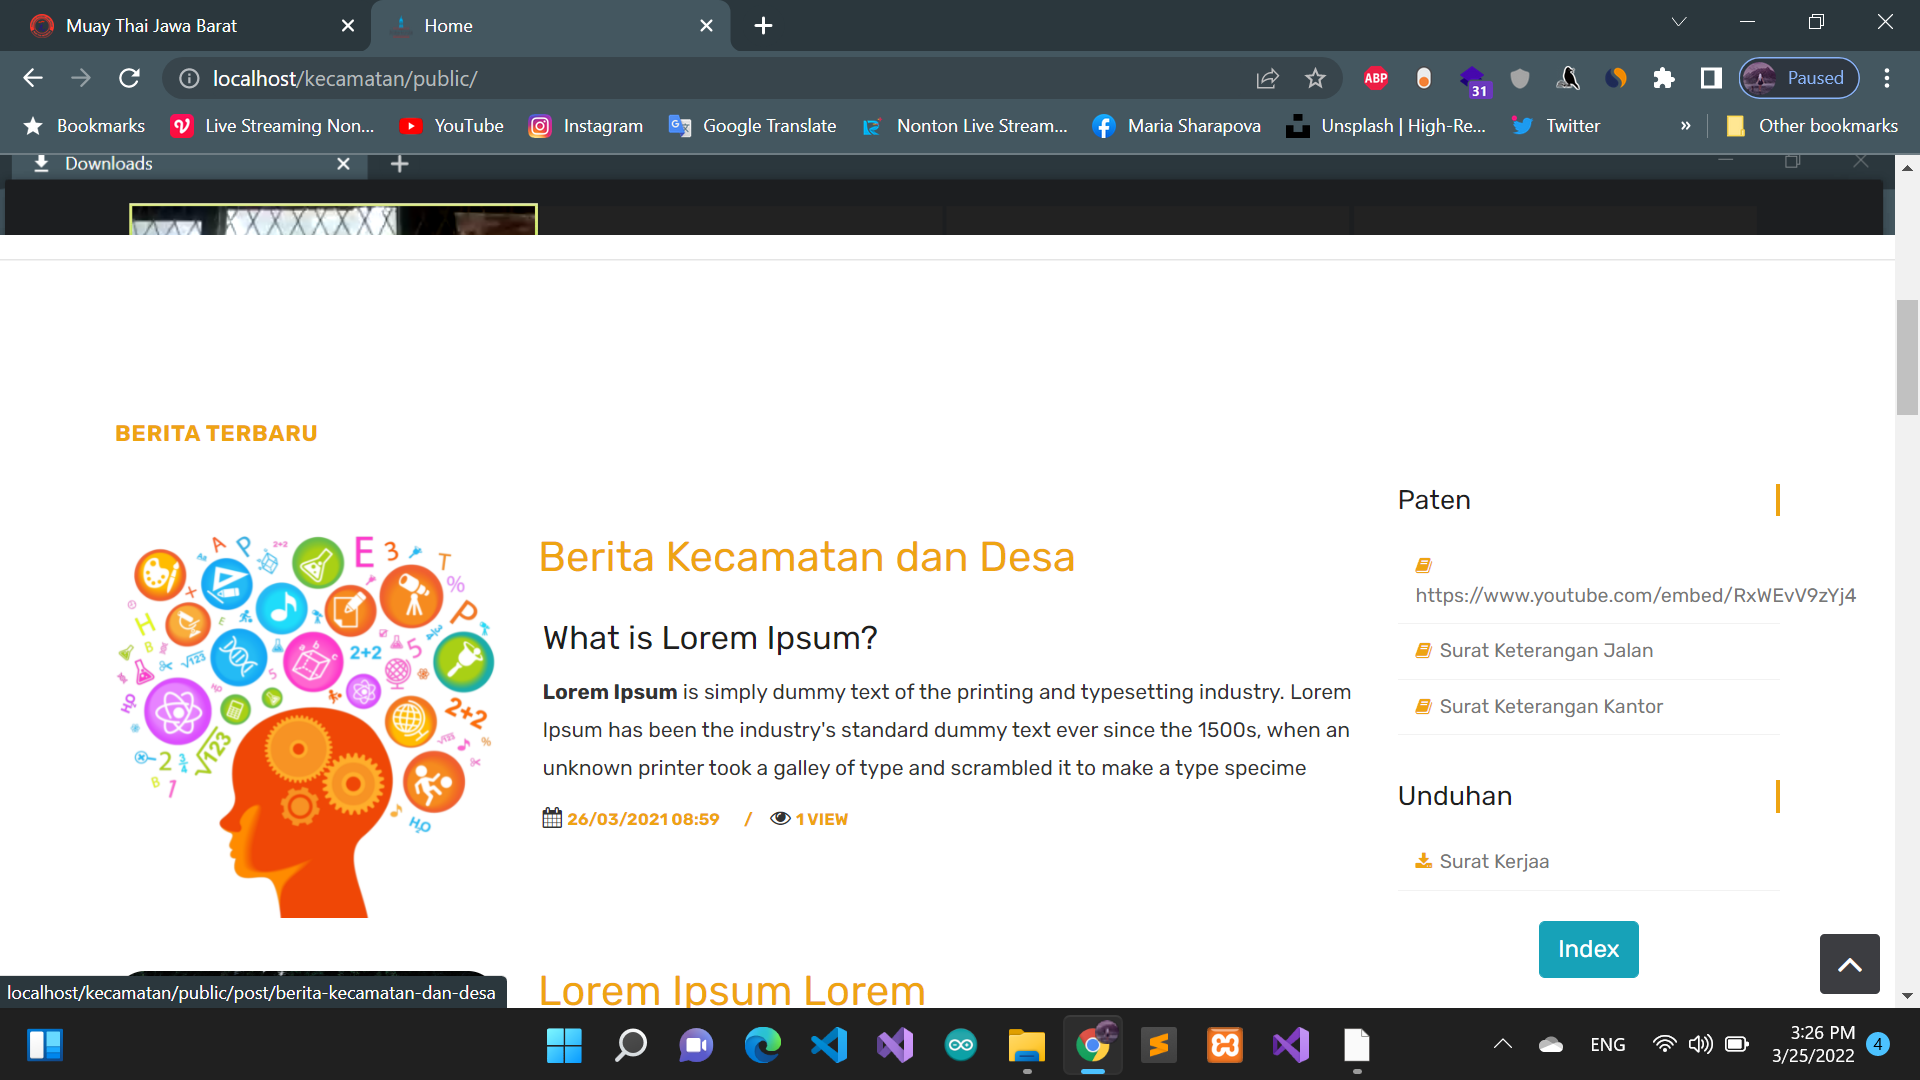 Muay Thai Jawa Barat
Home
localhost/kecamatan/public/
ABP
31
Paused
Bookmarks
Live Streaming Non...
YouTube
Instagram
Google Translate
Nonton Live Stream...
Maria Sharapova
Unsplash | High-Re...
Twitter
»
Other bookmarks
Downloads
BERITA TERBARU
Berita Kecamatan dan Desa
What is Lorem Ipsum?
Lorem Ipsum is simply dummy text of the printing and typesetting industry. Lorem
Ipsum has been the industry's standard dummy text ever since the 1500s, when an
unknown printer took a galley of type and scrambled it to make a type specime
26/03/2021 08:59 / 1 VIEW
Lorem Ipsum Lorem
Paten
https://www.youtube.com/embed/RxWEvV9zYj4
Surat Keterangan Jalan
Surat Keterangan Kantor
Unduhan
Surat Kerjaa
Index
localhost/kecamatan/public/post/berita-kecamatan-dan-desa
ENG
3:26 PM
3/25/2022
4